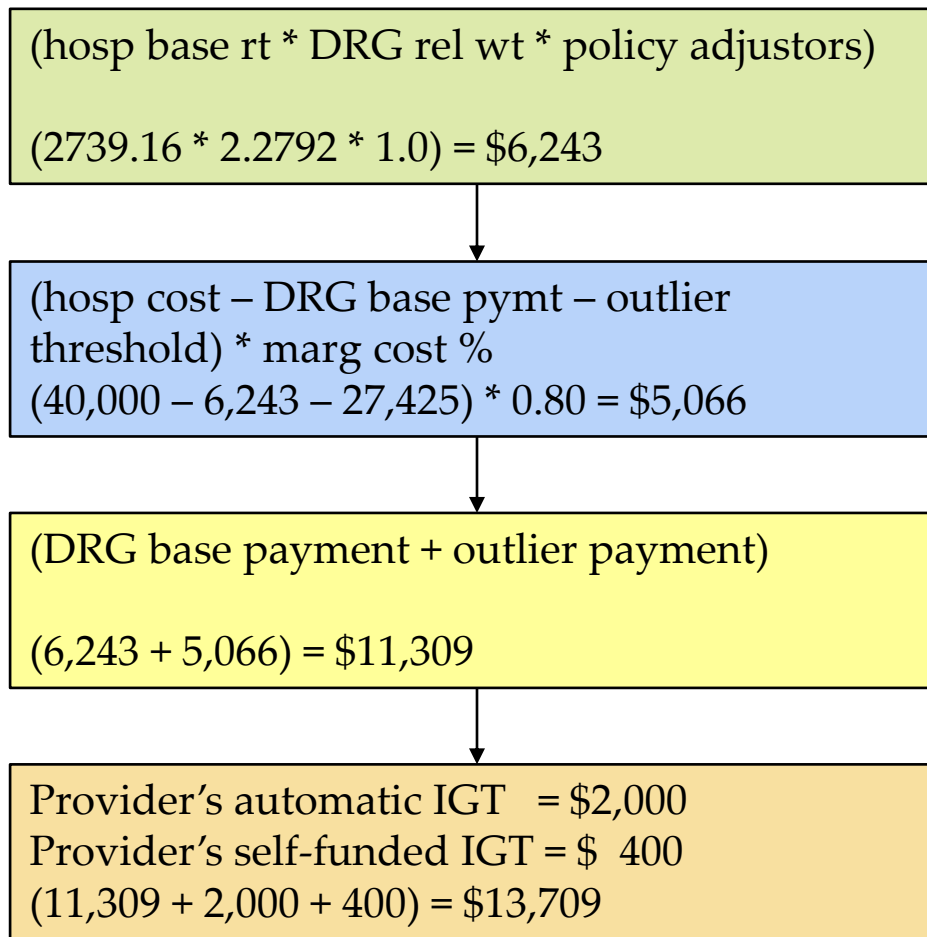 (hosp base rt * DRG rel wt * policy adjustors)
(2739.16 * 2.2792 * 1.0) = $6,243
(hosp cost – DRG base pymt – outlier
threshold) * marg cost %
(40,000 – 6,243 – 27,425) * 0.80 = $5,066
(DRG base payment + outlier payment)
(6,243 + 5,066) = $11,309
Provider’s automatic IGT = $2,000
Provider’s self-funded IGT = $ 400
(11,309 + 2,000 + 400) = $13,709